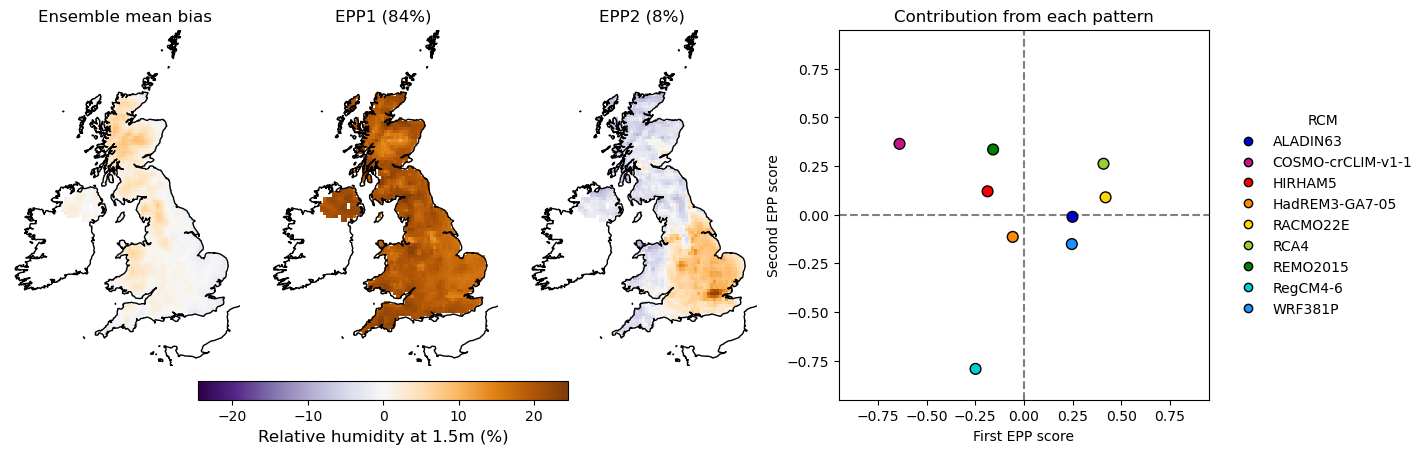 Ensemble mean bias
EPP1 (84%)
EPP2 (8%)
Contribution from each pattern
−20
−10
0
10
20
Relative humidity at 1.5m (%)
Second EPP score
0.75
0.50
0.25
0.00
−0.25
−0.50
−0.75
−0.75
−0.50
−0.25
0.00
0.25
0.50
0.75
First EPP score
RCM
ALADIN63
COSMO-crCLIM-v1-1
HIRHAM5
HadREM3-GA7-05
RACMO22E
RCA4
REMO2015
RegCM4-6
WRF381P